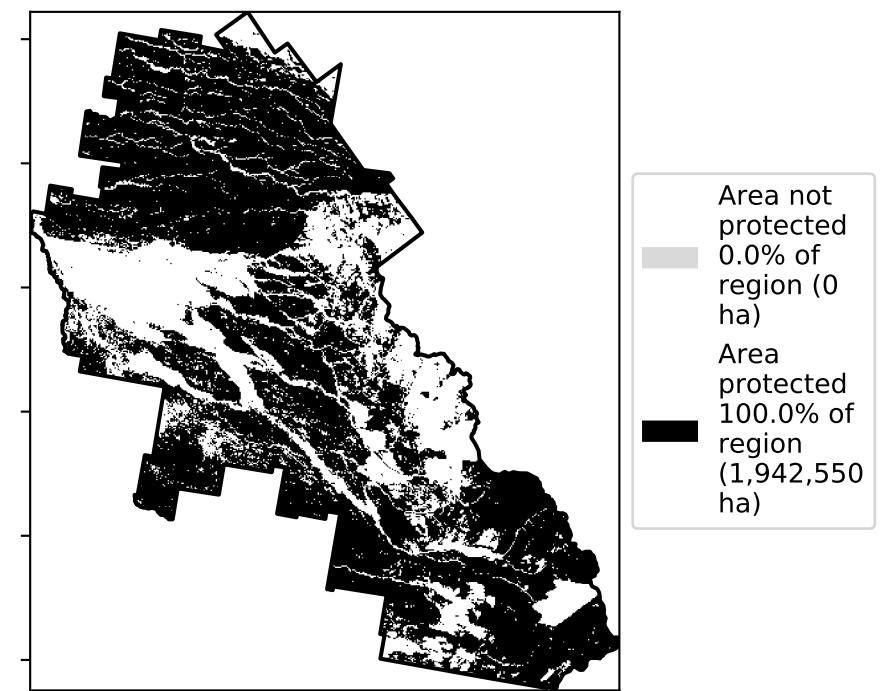 Area not
protected
0.0% of
region (0
ha)
Area
protected
100.0% of
region
(1,942,550
ha)